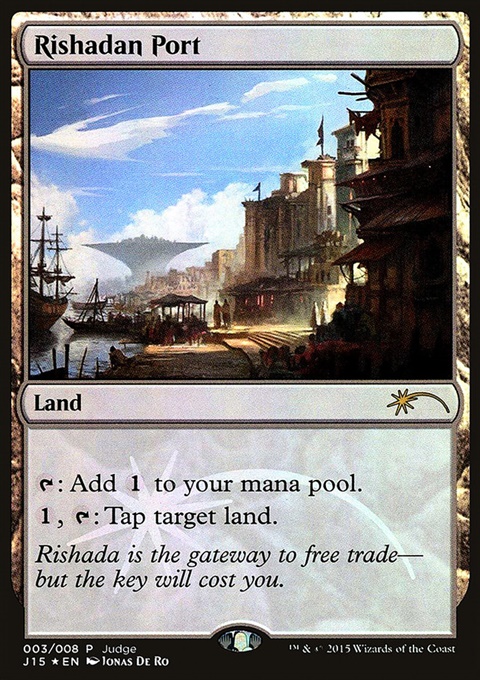 Rishadan Port
Land
: Add 1 to your mana pool.
1, : Tap target land.
Rishada is the gateway to free trade—
but the key will cost you.
003/008 P Judge
J15 ★ EN Jonas De Ro
™ & © 2015 Wizards of the Coast